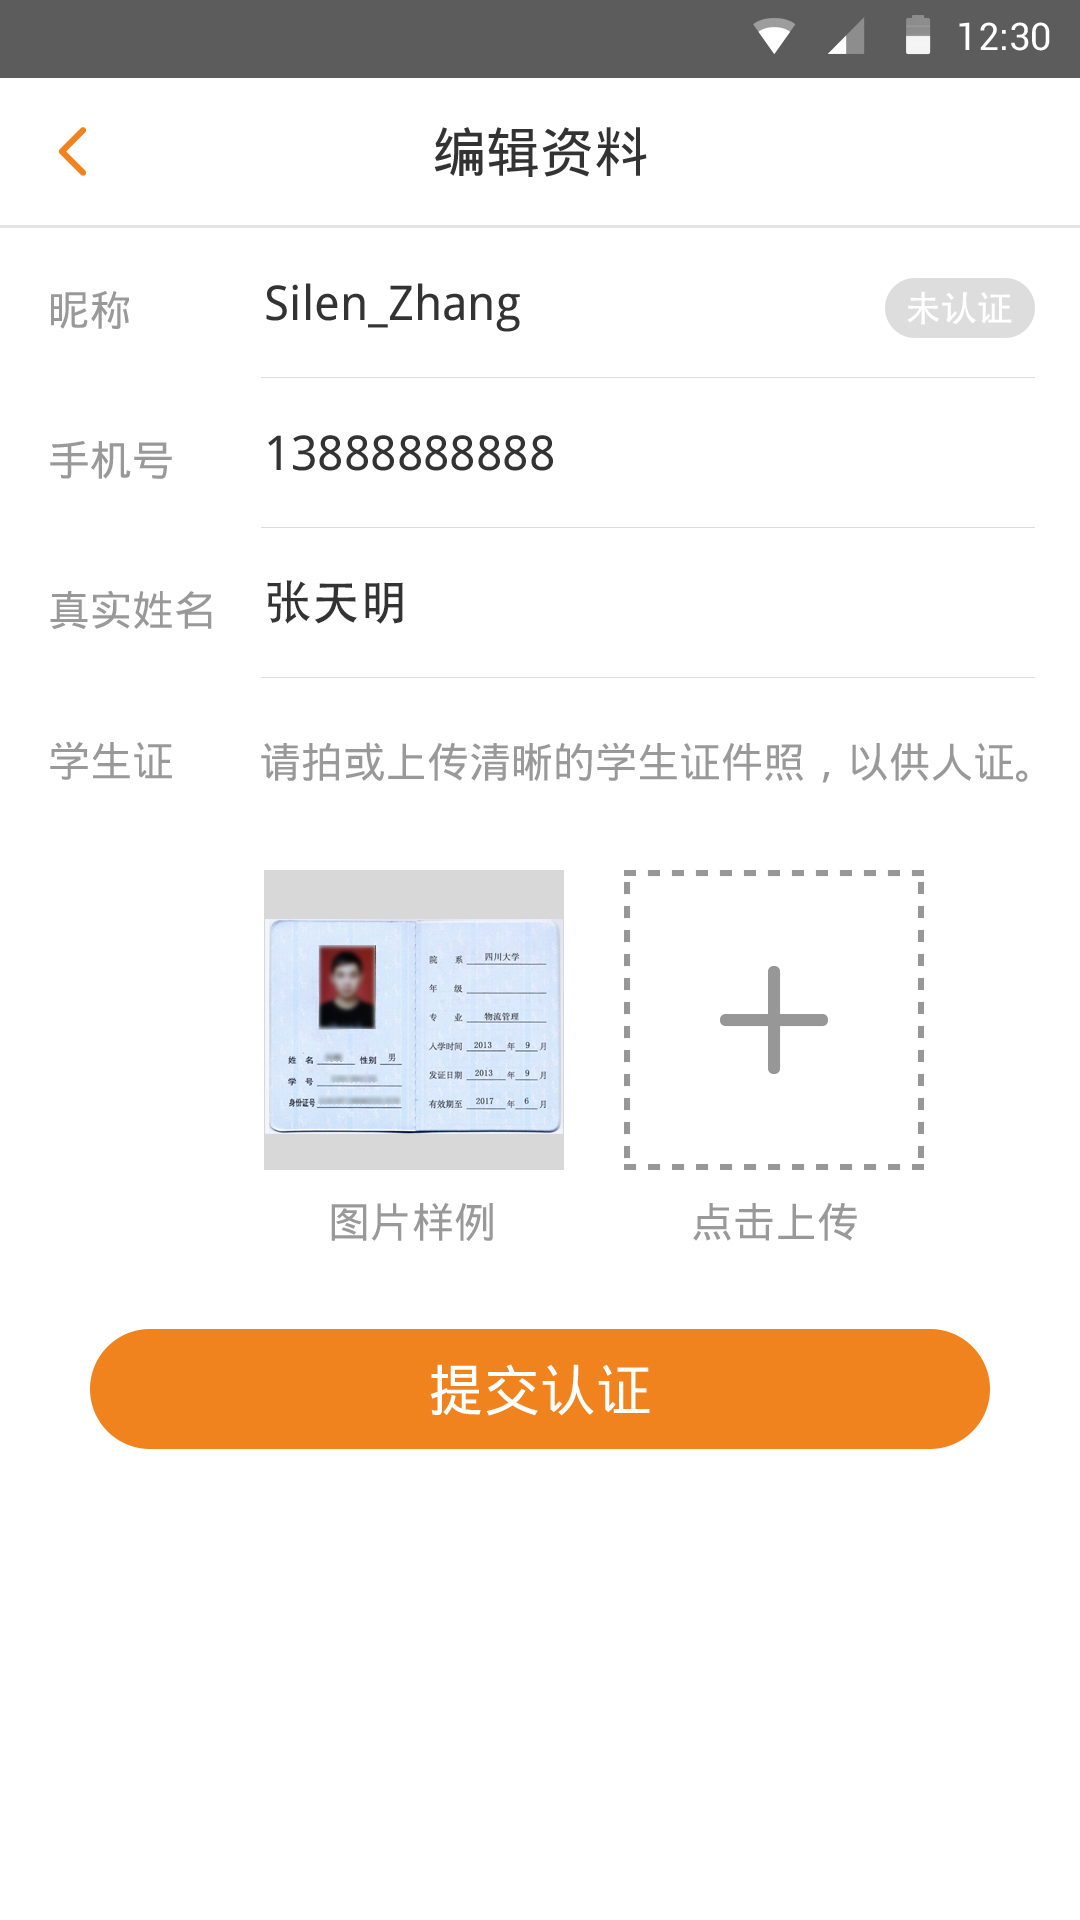 12:30
编辑资料
昵称 Silen_Zhang 未认证
手机号 13888888888
真实姓名 张天明
学生证 请拍或上传清晰的学生证件照，以供人证。
院 系 四川大学
年 级
专 业 物流管理
入学时间 2013 年 9 月
发证日期 2013 年 9 月
有效期至 2017 年 6 月
姓 名 性别 男
学 号
身份证号
图片样例 点击上传
提交认证